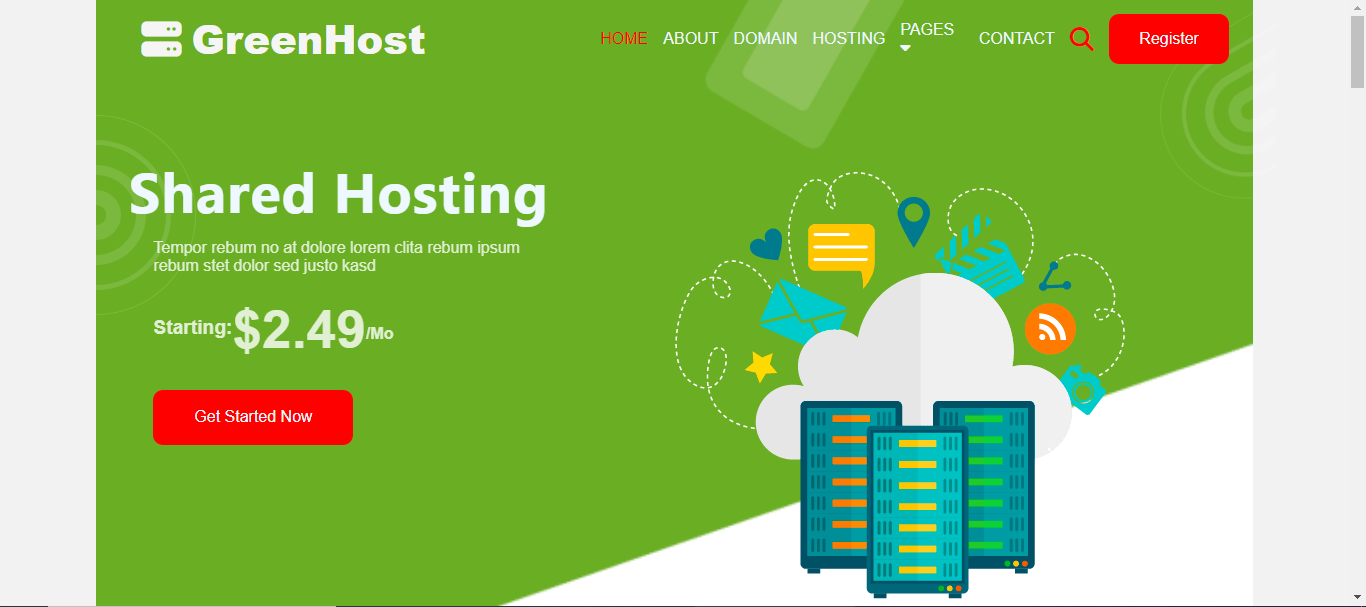 GreenHost
HOME ABOUT DOMAIN HOSTING PAGES CONTACT Register
Shared Hosting
Tempor rebum no at dolore lorem clita rebum ipsum
rebum stet dolor sed justo kasd
Starting:$2.49/Mo
Get Started Now